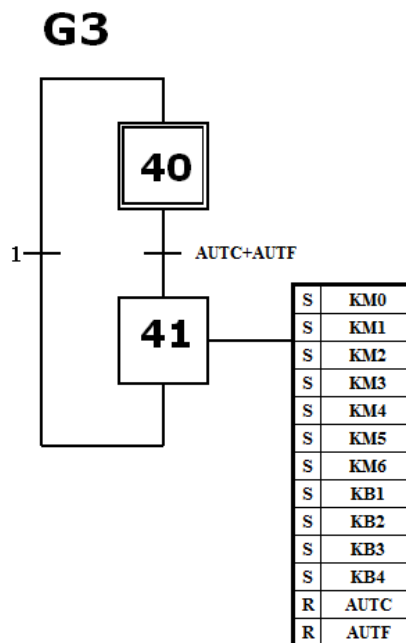 G3
40
1
AUTC+AUTF
41
S KM0
S KM1
S KM2
S KM3
S KM4
S KM5
S KM6
S KB1
S KB2
S KB3
S KB4
R AUTC
R AUTF